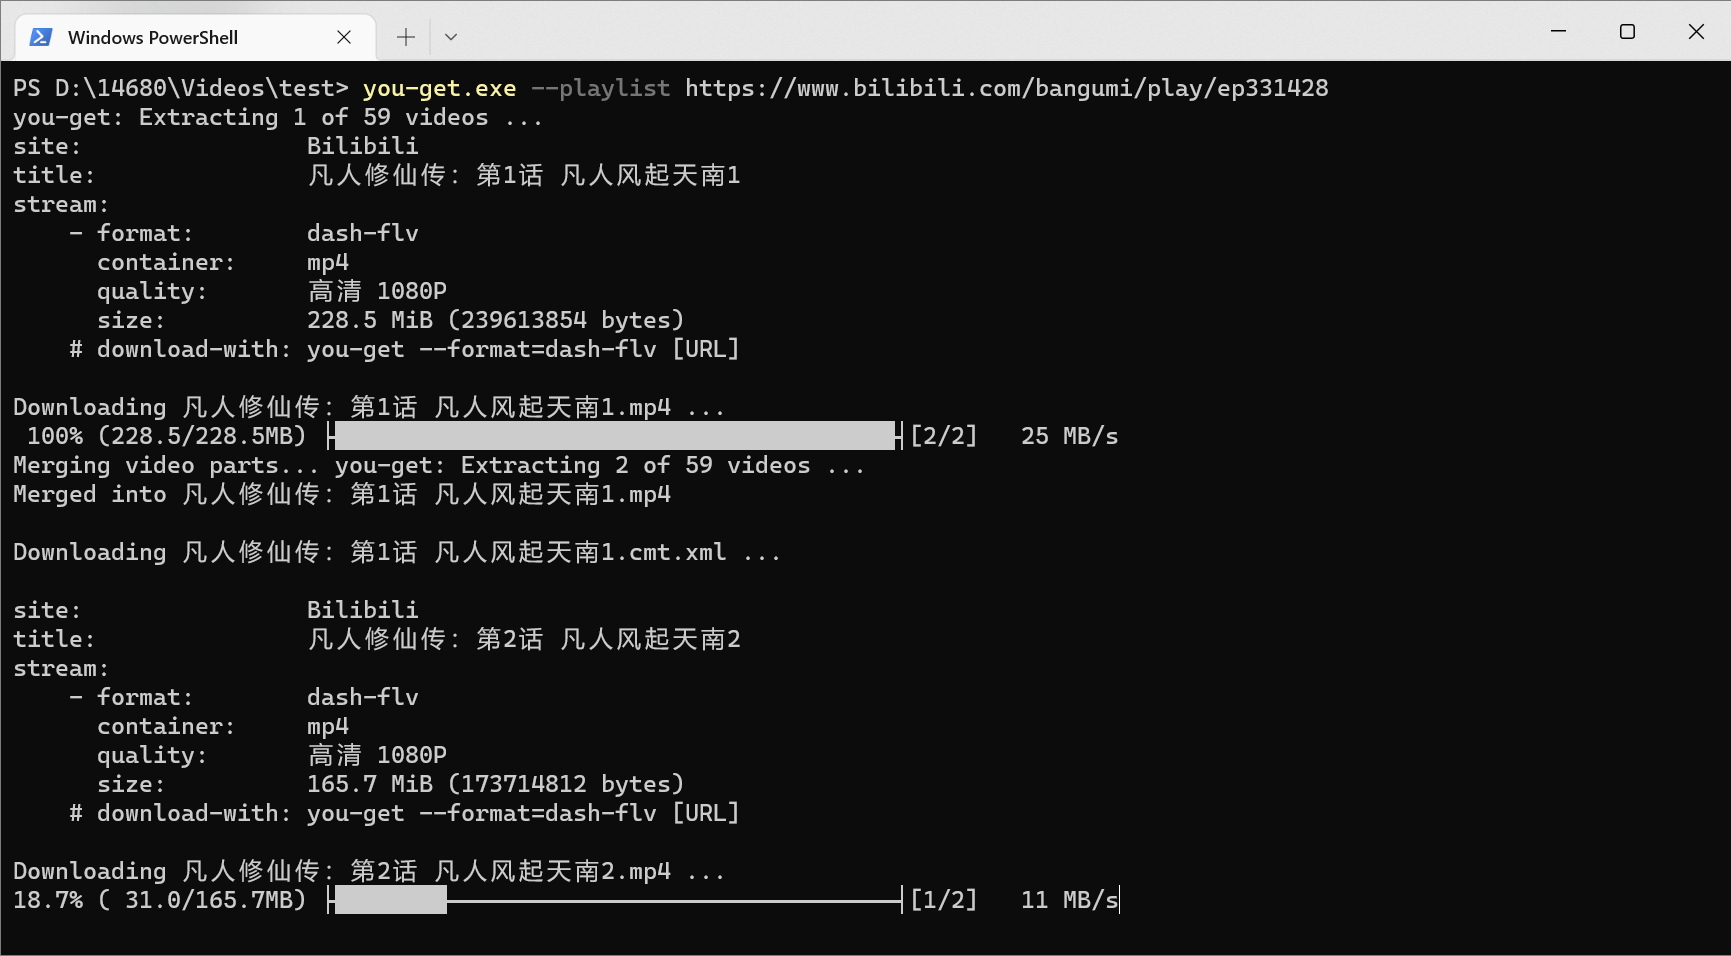 Windows PowerShell
PS D:\14680\Videos\test> you-get.exe --playlist https://www.bilibili.com/bangumi/play/ep331428
you-get: Extracting 1 of 59 videos ...
site:                Bilibili
title:               凡人修仙传：第1话 凡人风起天南1
stream:
    - format:        dash-flv
      container:     mp4
      quality:       高清 1080P
      size:          228.5 MiB (239613854 bytes)
    # download-with: you-get --format=dash-flv [URL]
Downloading 凡人修仙传：第1话 凡人风起天南1.mp4 ...
 100% (228.5/228.5MB) ├████████████████████████████████████████┤[2/2]   25 MB/s
Merging video parts... you-get: Extracting 2 of 59 videos ...
Merged into 凡人修仙传：第1话 凡人风起天南1.mp4
Downloading 凡人修仙传：第1话 凡人风起天南1.cmt.xml ...
site:                Bilibili
title:               凡人修仙传：第2话 凡人风起天南2
stream:
    - format:        dash-flv
      container:     mp4
      quality:       高清 1080P
      size:          165.7 MiB (173714812 bytes)
    # download-with: you-get --format=dash-flv [URL]
Downloading 凡人修仙传：第2话 凡人风起天南2.mp4 ...
18.7% ( 31.0/165.7MB) ├████████────────────────────────────────┤[1/2]   11 MB/s